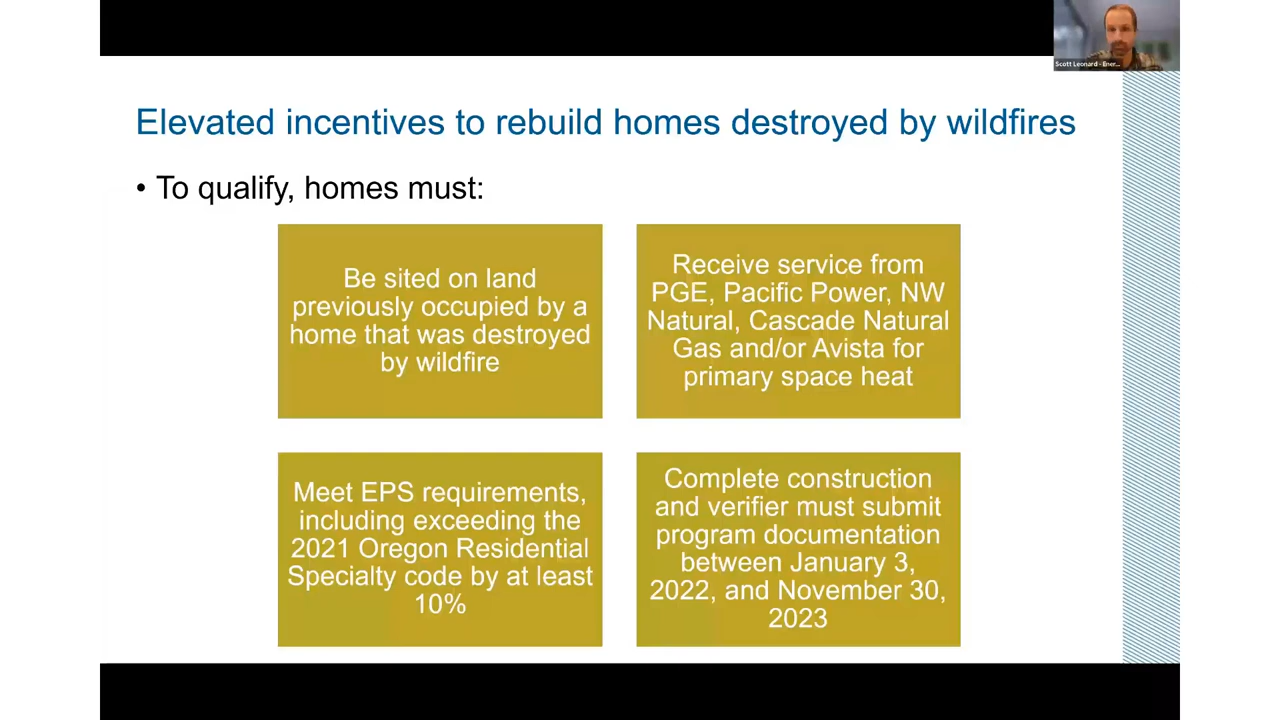 Scott Leonard - Ener...
Elevated incentives to rebuild homes destroyed by wildfires
• To qualify, homes must:
Be sited on land
previously occupied by a
home that was destroyed
by wildfire
Receive service from
PGE, Pacific Power, NW
Natural, Cascade Natural
Gas and/or Avista for
primary space heat
Meet EPS requirements,
including exceeding the
2021 Oregon Residential
Specialty code by at least
10%
Complete construction
and verifier must submit
program documentation
between January 3,
2022, and November 30,
2023